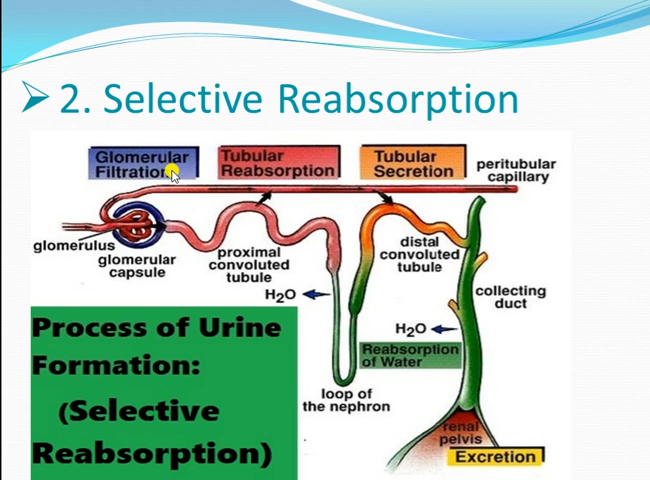 2. Selective Reabsorption
Glomerular
Filtration
Tubular
Reabsorption
Tubular
Secretion
peritubular
capillary
glomerulus
glomerular
capsule
proximal
convoluted
tubule
distal
convoluted
tubule
H₂O
collecting
duct
H₂O
Reabsorption
of Water
loop of
the nephron
renal
pelvis
Excretion
Process of Urine
Formation:
(Selective
Reabsorption)